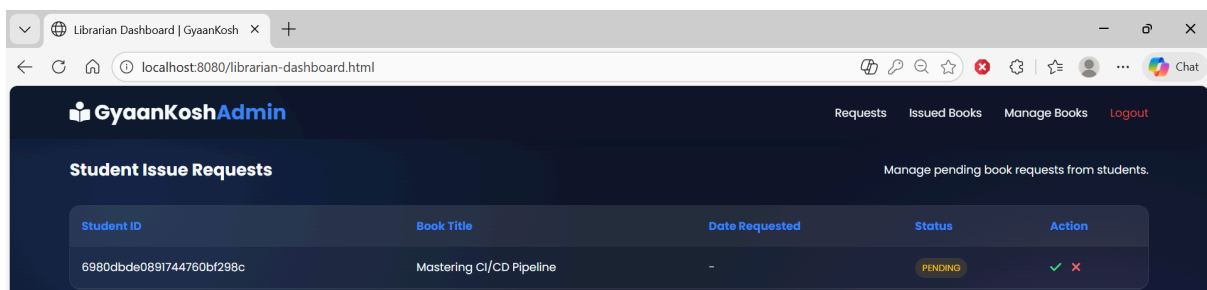 Librarian Dashboard | GyaanKosh
localhost:8080/librarian-dashboard.html
Chat
GyaanKoshAdmin
Requests Issued Books Manage Books Logout
Student Issue Requests
Manage pending book requests from students.
Student ID Book Title Date Requested Status Action
6980dbde0891744760bf298c Mastering CI/CD Pipeline - PENDING